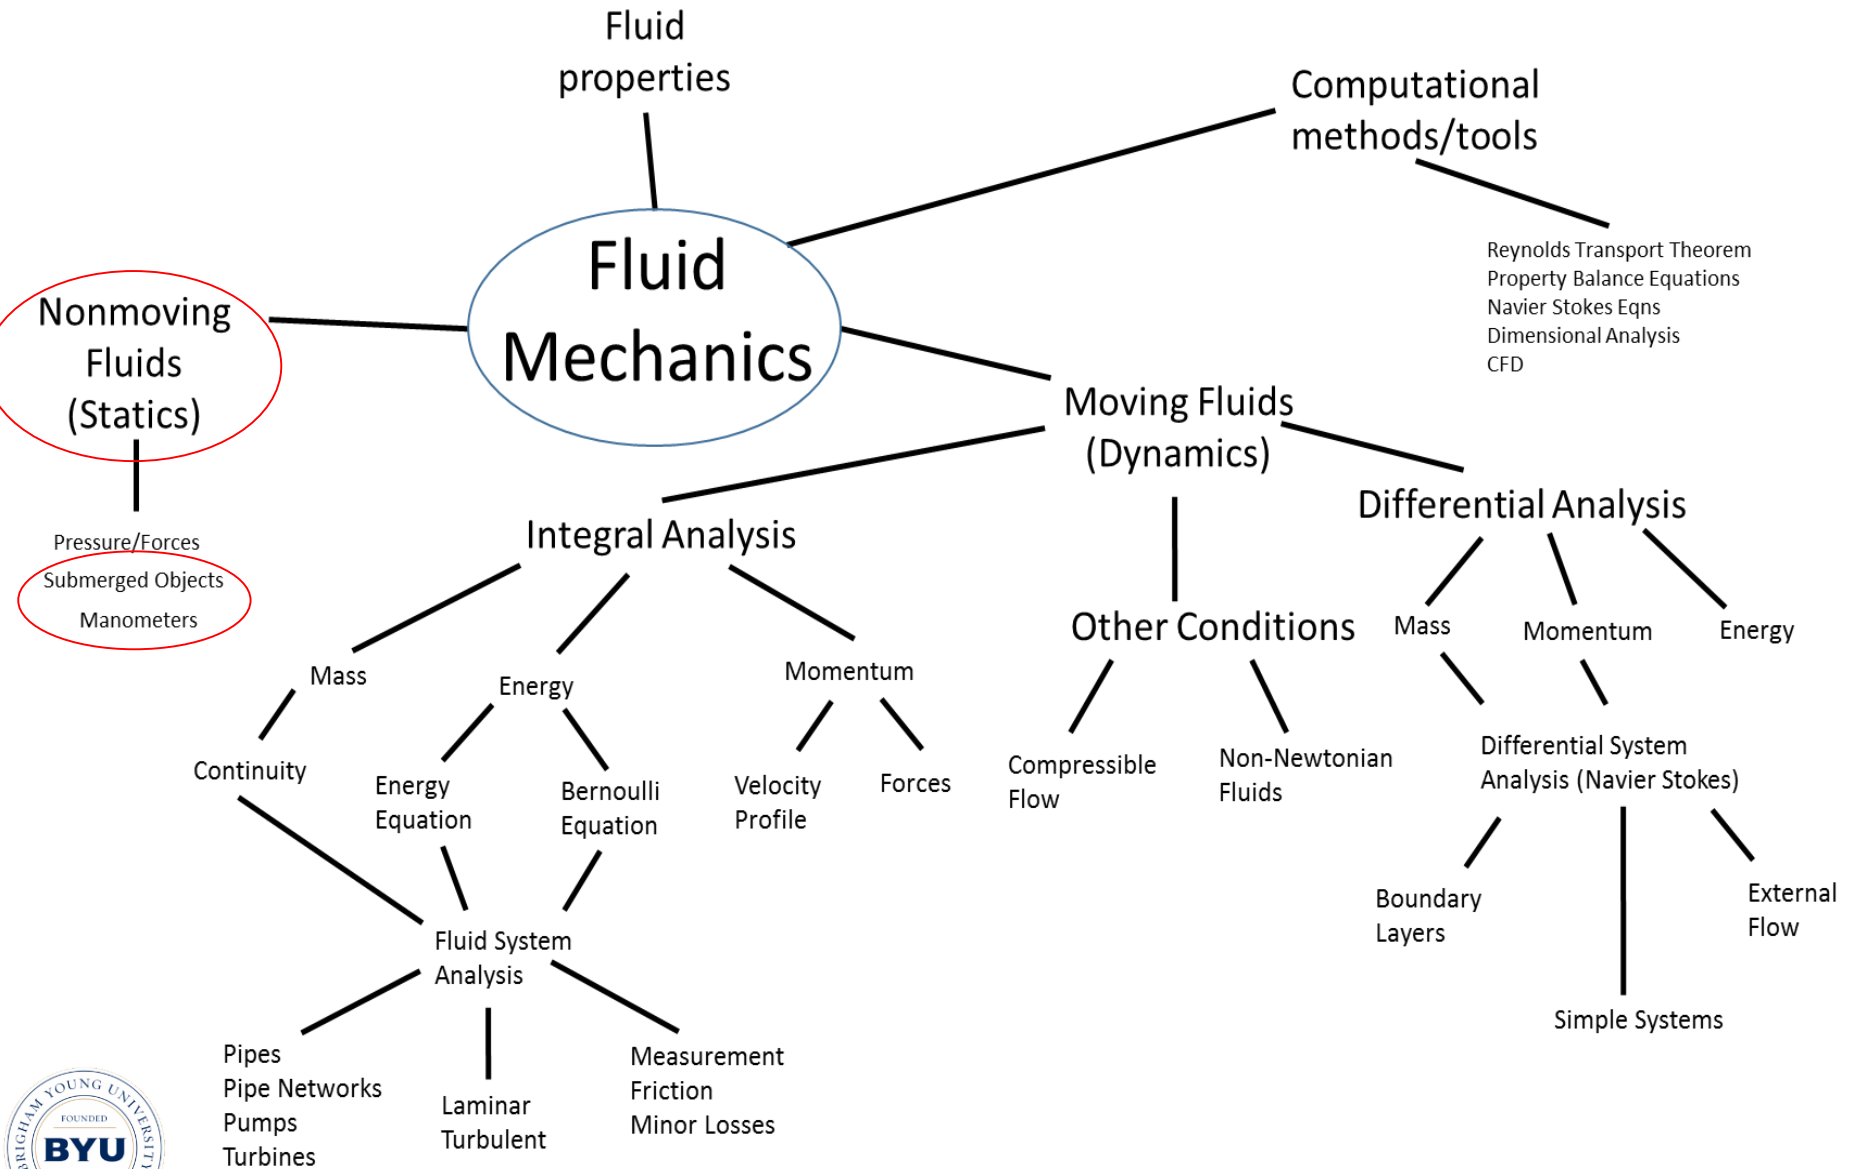 Fluid
properties
Computational
methods/tools
Fluid
Mechanics
Reynolds Transport Theorem
Property Balance Equations
Navier Stokes Eqns
Dimensional Analysis
CFD
Nonmoving
Fluids
(Statics)
Pressure/Forces
Submerged Objects
Manometers
Moving Fluids
(Dynamics)
Integral Analysis
Differential Analysis
Other Conditions
Mass
Momentum
Energy
Mass
Energy
Momentum
Continuity
Energy
Equation
Bernoulli
Equation
Velocity
Profile
Forces
Compressible
Flow
Non-Newtonian
Fluids
Differential System
Analysis (Navier Stokes)
Boundary
Layers
External
Flow
Simple Systems
Fluid System
Analysis
Pipes
Pipe Networks
Pumps
Turbines
Laminar
Turbulent
Measurement
Friction
Minor Losses
BRIGHAM YOUNG UNIVERSITY
FOUNDED
BYU